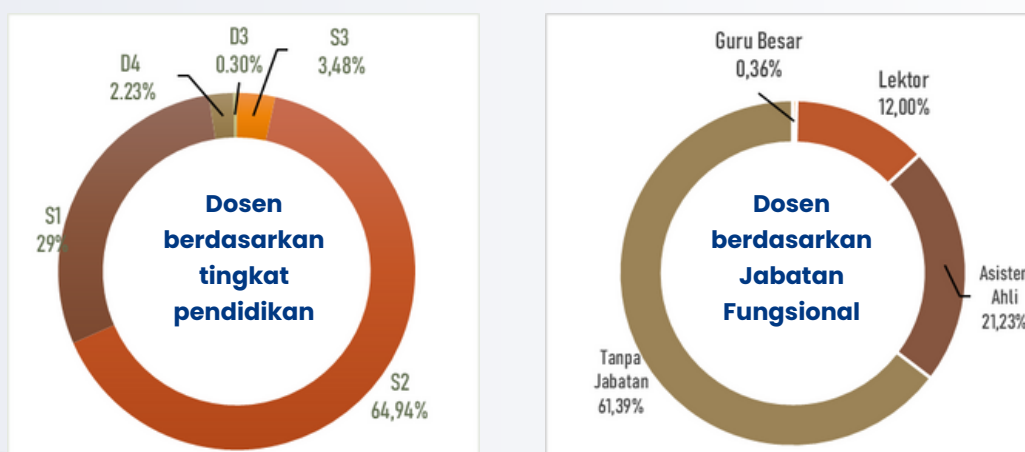 D3
0.30%
S3
3,48%
D4
2.23%
S1
29%
Dosen
berdasarkan
tingkat
pendidikan
S2
64,94%
Guru Besar
0,36%
Lektor
12,00%
Dosen
berdasarkan
Jabatan
Fungsional
Asisten
Ahli
21,23%
Tanpa
Jabatan
61,39%